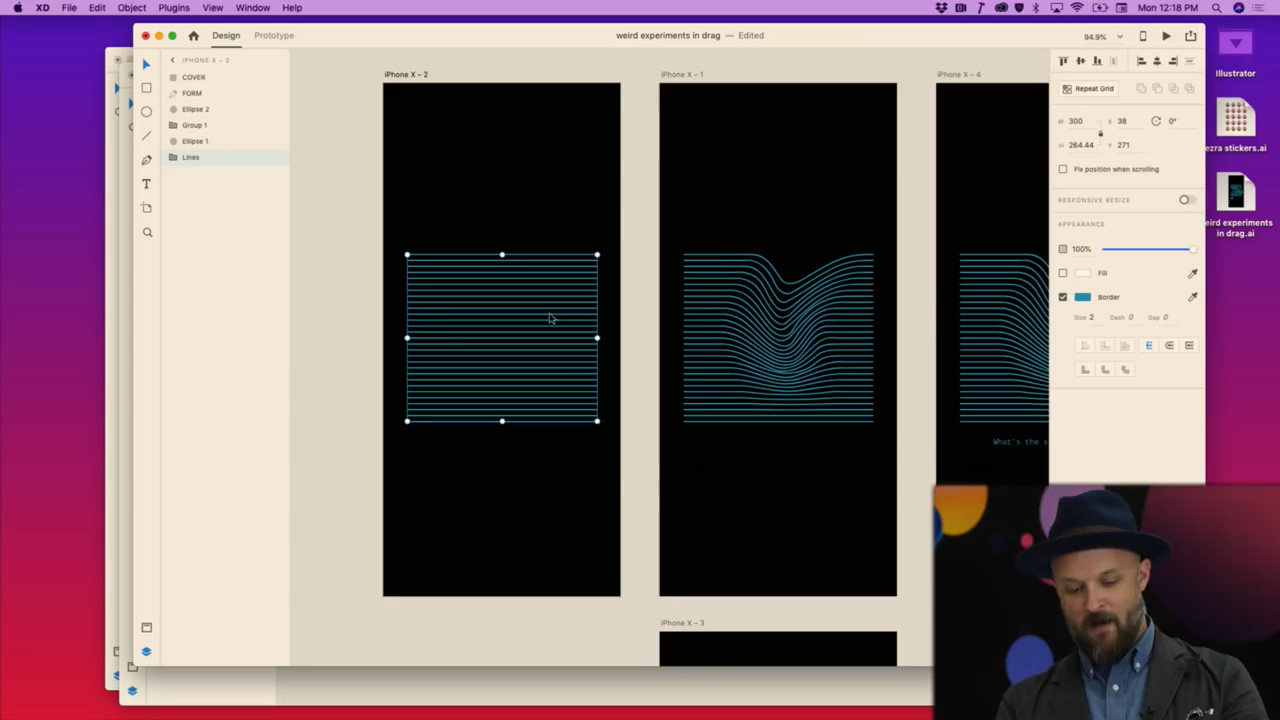 XD File Edit Object Plugins View Window Help
Mon 12:18 PM
Design Prototype
weird experiments in drag — Edited
94.9%
IPHONE X – 2
COVER
FORM
Ellipse 2
Group 1
Ellipse 1
Lines
iPhone X – 2
iPhone X – 1
iPhone X – 4
What's the s
iPhone X – 3
Repeat Grid
W 300 X 38 0°
H 264.44 Y 271
Fix position when scrolling
RESPONSIVE RESIZE
APPEARANCE
100%
Fill
Border
Size 2 Dash 0 Gap 0
Illustrator
ezra stickers.ai
eird experiments
in drag.ai